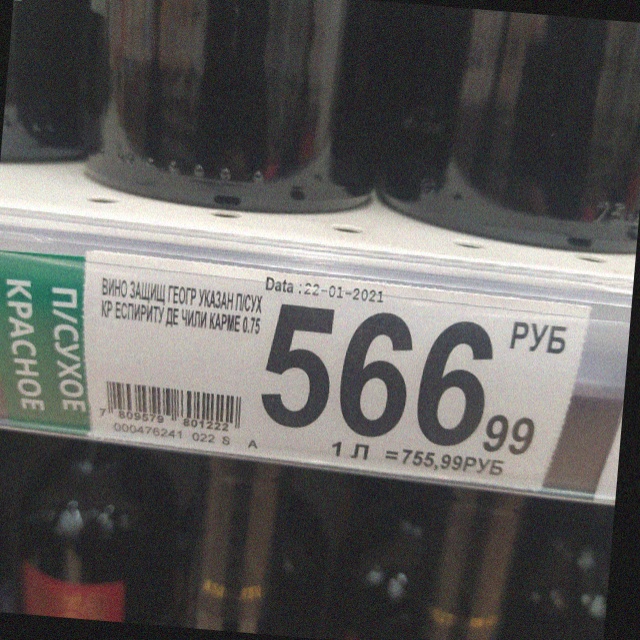 П/СУХОЕ
КРАСНОЕ
ВИНО ЗАЩИЩ ГЕОГР УКАЗАН П/СУХ
КР ЕСПИРИТУ ДЕ ЧИЛИ КАРМЕ 0.75
Data :22-01-2021
566 99
РУБ
7 809579 801222
000476241 022 S A
1 Л =755,99РУБ